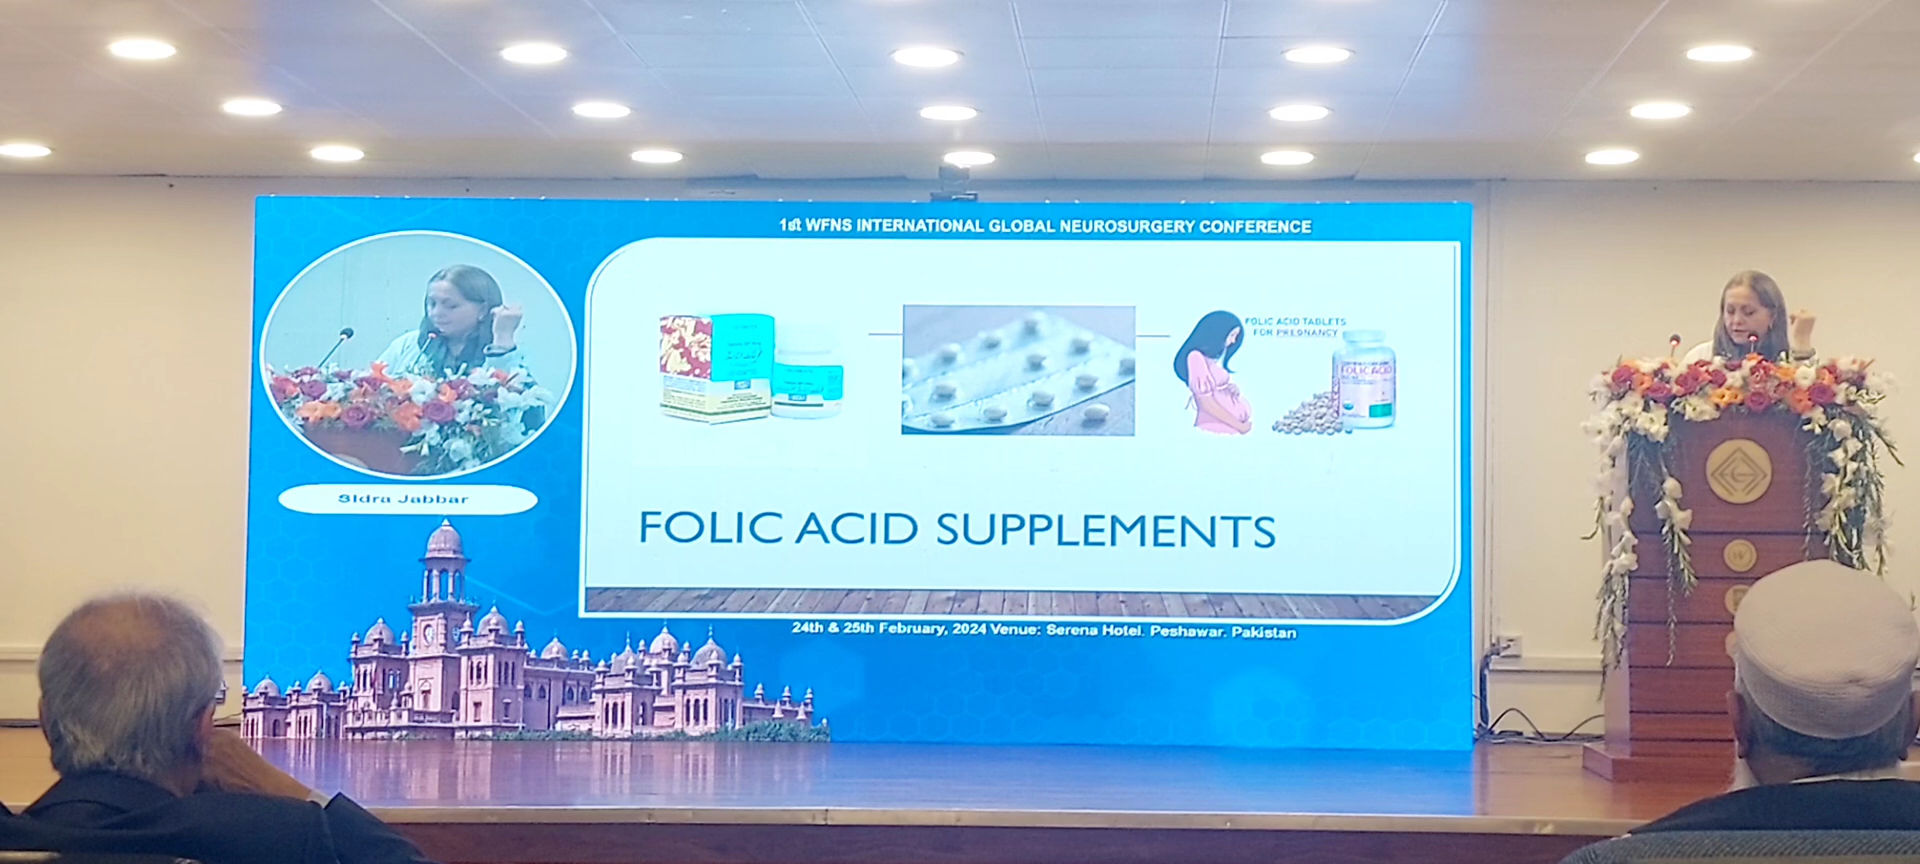 1st WFNS INTERNATIONAL GLOBAL NEUROSURGERY CONFERENCE
FOLIC ACID TABLETS
FOR PREGNANCY
FOLIC ACID
Sidra Jabbar
FOLIC ACID SUPPLEMENTS
24th & 25th February, 2024 Venue: Serena Hotel. Peshawar. Pakistan